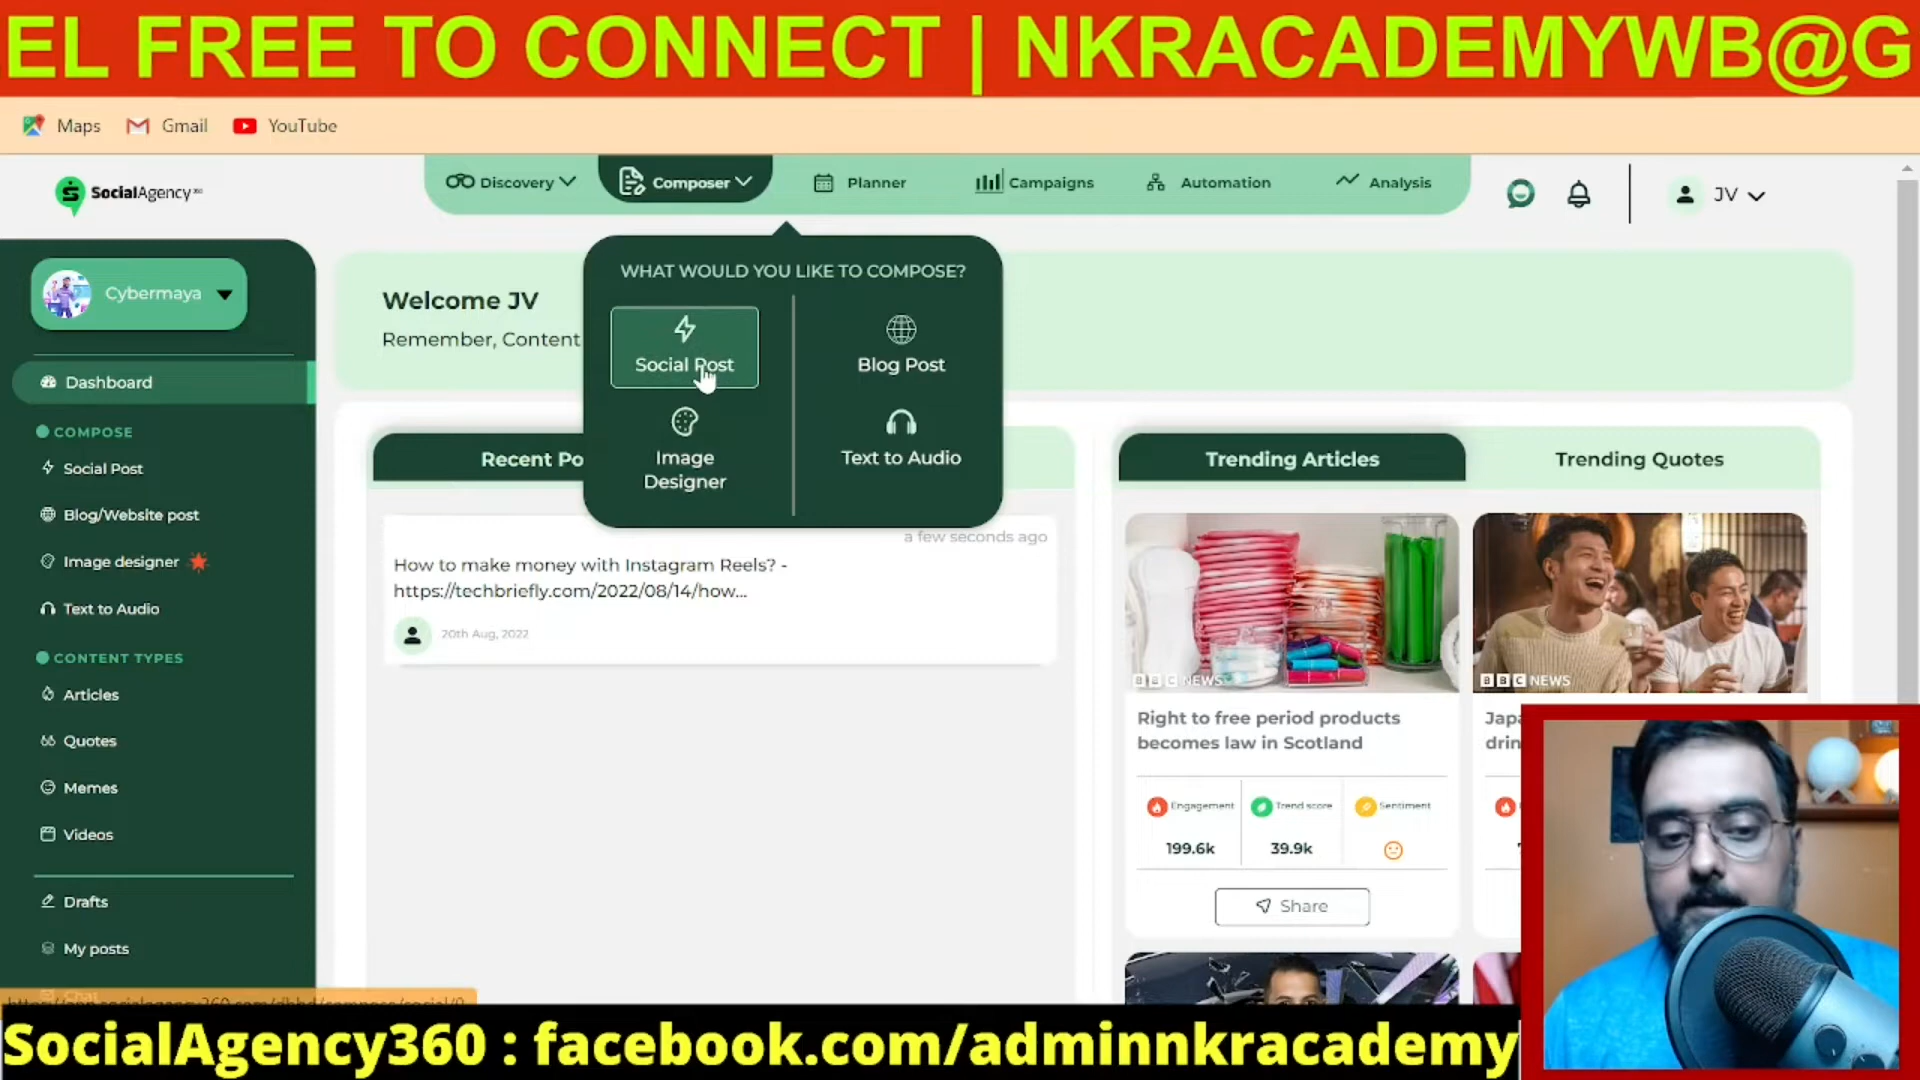 EL FREE TO CONNECT | NKRACADEMYWB@G
Maps Gmail YouTube
SocialAgency 360
Discovery Composer Planner Campaigns Automation Analysis
JV
Cybermaya
Dashboard
COMPOSE
Social Post
Blog/Website post
Image designer
Text to Audio
CONTENT TYPES
Articles
Quotes
Memes
Videos
Drafts
My posts
WHAT WOULD YOU LIKE TO COMPOSE?
Social Post
Blog Post
Image
Designer
Text to Audio
Welcome JV
Remember, Content
Recent Po
a few seconds ago
How to make money with Instagram Reels? -
https://techbriefly.com/2022/08/14/how...
20th Aug, 2022
Trending Articles
Trending Quotes
BBC NEWS
Right to free period products
becomes law in Scotland
Engagement Trend score Sentiment
199.6k 39.9k
Share
BBC NEWS
Japa
drin
SocialAgency360 : facebook.com/adminnkracademy